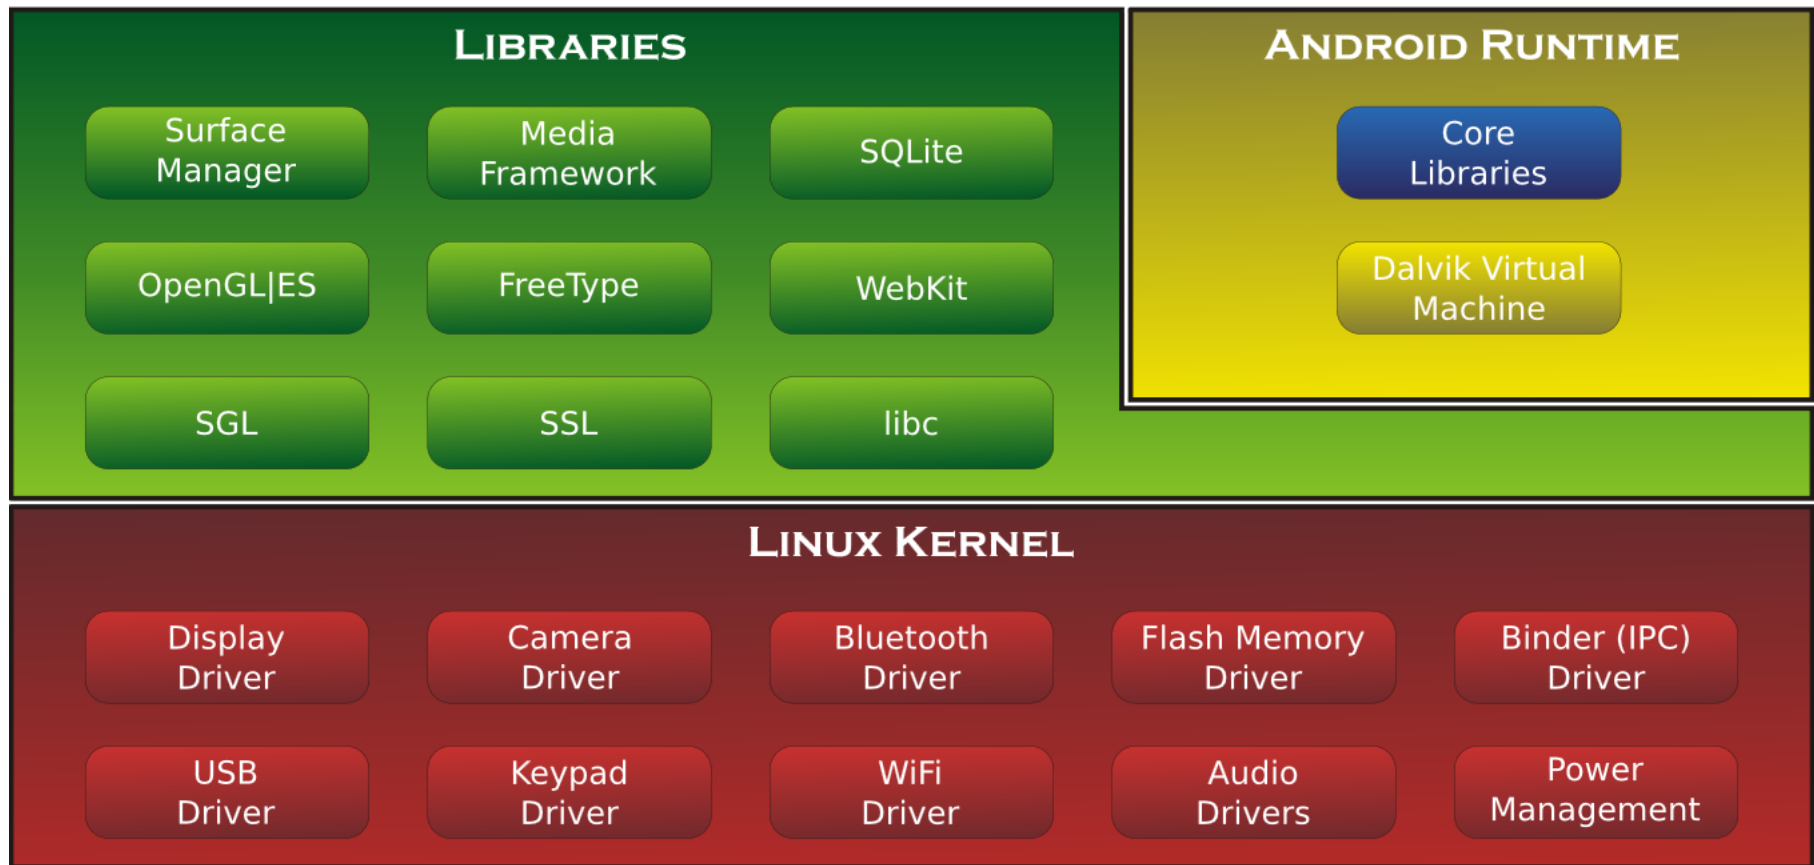 LIBRARIES
Surface
Manager
Media
Framework
SQLite
OpenGL|ES
FreeType
WebKit
SGL
SSL
libc
ANDROID RUNTIME
Core
Libraries
Dalvik Virtual
Machine
LINUX KERNEL
Display
Driver
Camera
Driver
Bluetooth
Driver
Flash Memory
Driver
Binder (IPC)
Driver
USB
Driver
Keypad
Driver
WiFi
Driver
Audio
Drivers
Power
Management